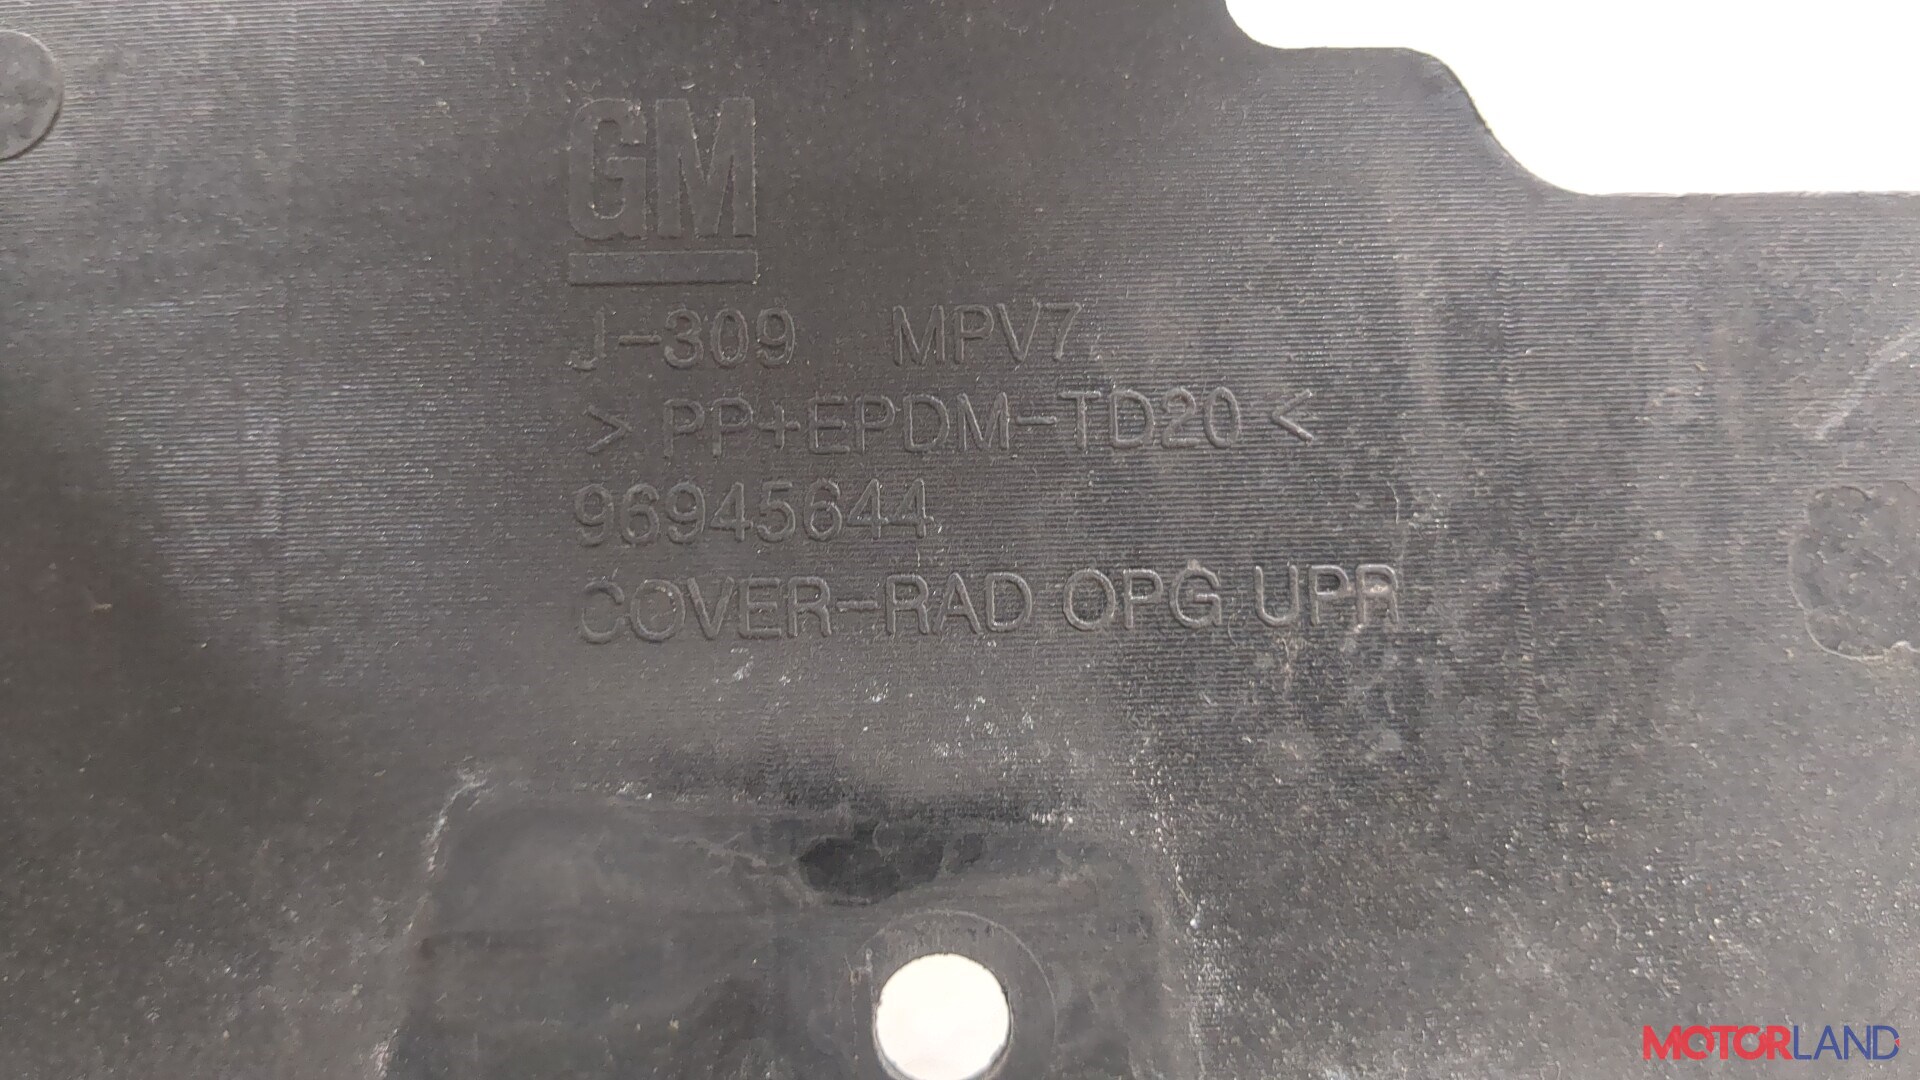 GM
J-309 MPV7
> PP+EPDM-TD20 <
96945644
COVER-RAD OPG UPR
MOTORLAND